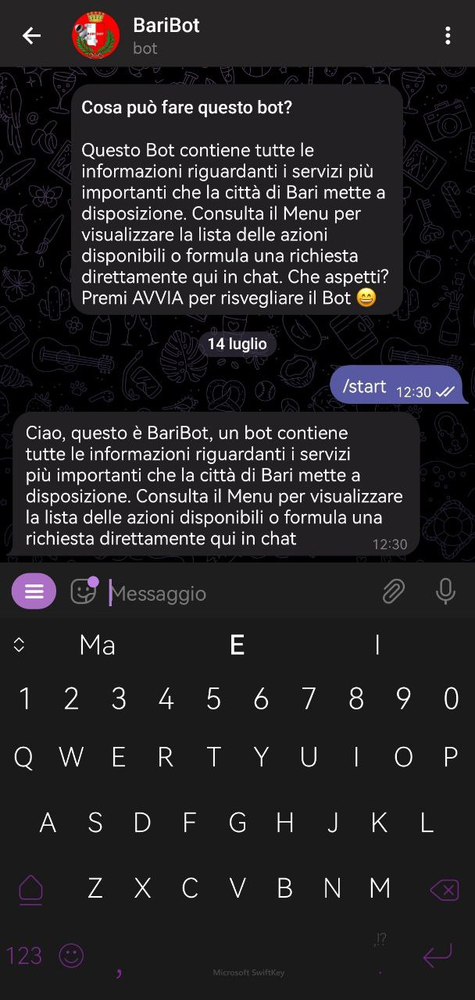 BariBot
bot
Cosa può fare questo bot?
Questo Bot contiene tutte le
informazioni riguardanti i servizi più
importanti che la città di Bari mette a
disposizione. Consulta il Menu per
visualizzare la lista delle azioni
disponibili o formula una richiesta
direttamente qui in chat. Che aspetti?
Premi AVVIA per risvegliare il Bot 😄
14 luglio
/start 12:30
Ciao, questo è BariBot, un bot contiene
tutte le informazioni riguardanti i servizi
più importanti che la città di Bari mette a
disposizione. Consulta il Menu per visualizzare
la lista delle azioni disponibili o formula una
richiesta direttamente qui in chat
12:30
Messaggio
Ma E I
1 2 3 4 5 6 7 8 9 0
Q W E R T Y U I O P
A S D F G H J K L
Z X C V B N M
,!?
123 , .
Microsoft SwiftKey